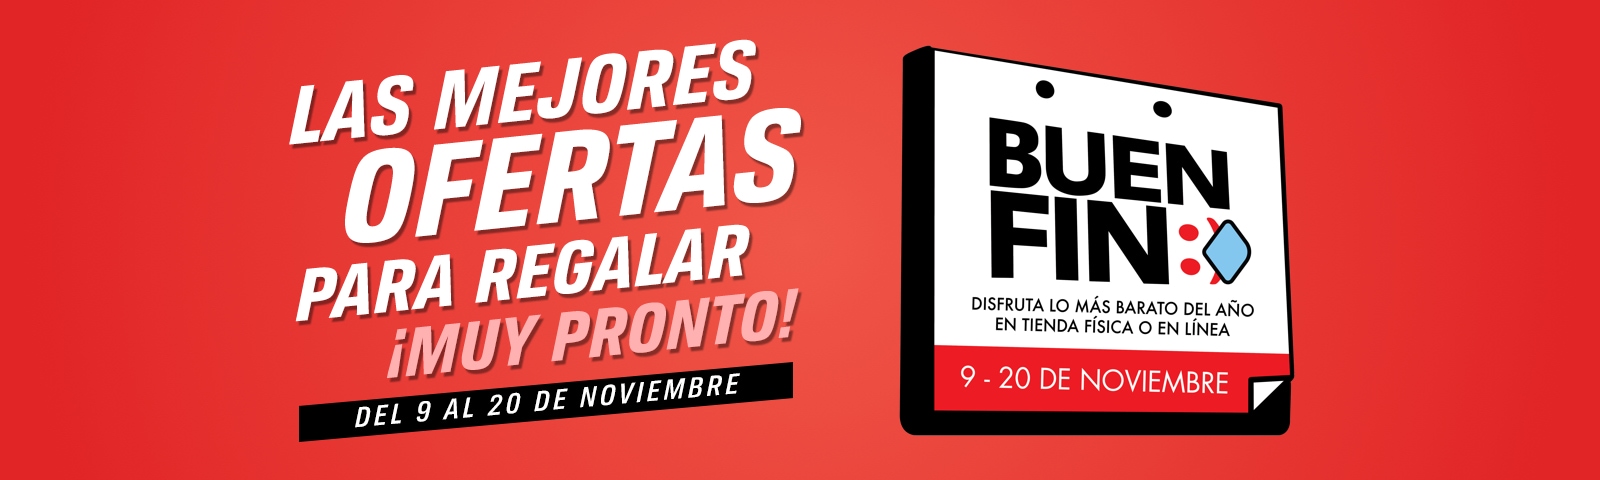 LAS MEJORES
OFERTAS
PARA REGALAR
¡MUY PRONTO!
DEL 9 AL 20 DE NOVIEMBRE
BUEN
FIN
DISFRUTA LO MÁS BARATO DEL AÑO
EN TIENDA FÍSICA O EN LÍNEA
9 - 20 DE NOVIEMBRE